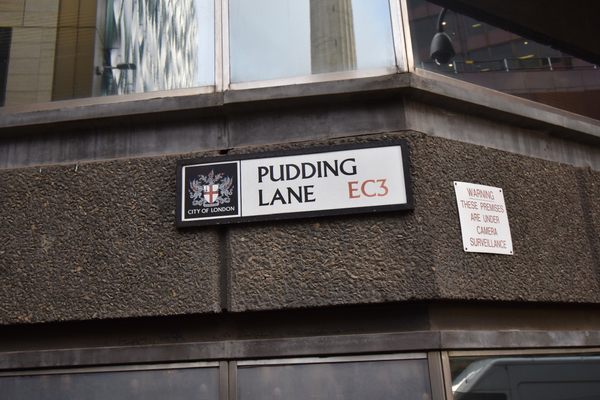 PUDDING
LANE EC3
CITY OF LONDON
WARNING
THESE PREMISES
ARE UNDER
CAMERA
SURVEILLANCE